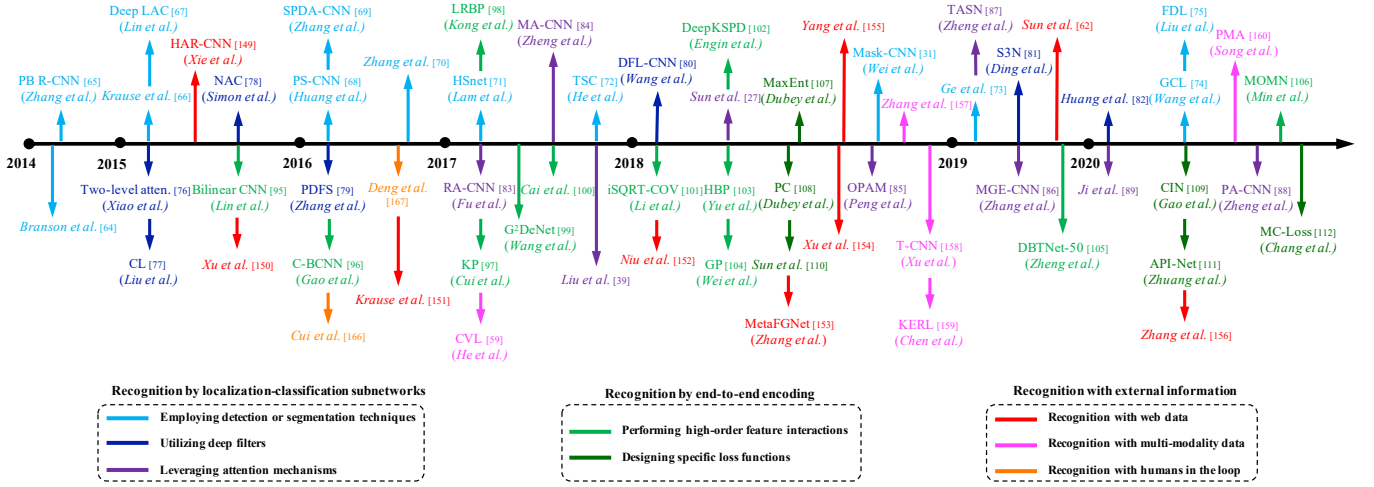 Deep LAC [67]
(Lin et al.)
SPDA-CNN [69]
(Zhang et al.)
LRBP [98]
(Kong et al.)
MA-CNN [84]
(Zheng et al.)
DeepKSPD
[102]
(Engin et al.)
Yang et al. [155]
TASN [87]
(Zheng et al.)
Sun et al. [62]
FDL [75]
(Liu et al.)
PMA [160]
(Song et al.)
HAR-CNN [149]
(Xie et al.)
Zhang et al. [70]
DFL-CNN [80]
(Wang et al.)
Mask-CNN [31]
(Wei et al.)
S3N [81]
(Ding et al.)
PB R-CNN [65]
(Zhang et al.)
Krause et al. [66]
NAC [78]
(Simon et al.)
PS-CNN [68]
(Huang et al.)
HSnet [71]
(Lam et al.)
TSC [72]
(He et al.)
Sun et al. [27]
MaxEnt [107]
(Dubey et al.)
Zhang et al. [157]
Ge et al. [73]
Huang et al. [82]
GCL [74]
(Wang et al.)
MOMN [106]
(Min et al.)
2014
2015
2016
2017
2018
2019
2020
Branson et al. [64]
Two-level atten. [76]
(Xiao et al.)
Bilinear CNN [95]
(Lin et al.)
PDFS [79]
(Zhang et al.)
Deng et al.
[167]
RA-CNN [83]
(Fu et al.)
Cai et al. [100]
iSQRT-COV [101]
(Li et al.)
HBP [103]
(Yu et al.)
PC [108]
(Dubey et al.)
OPAM [85]
(Peng et al.)
MGE-CNN [86]
(Zhang et al.)
Ji et al. [89]
CIN [109]
(Gao et al.)
PA-CNN [88]
(Zheng et al.)
G²DeNet [99]
(Wang et al.)
MC-Loss [112]
(Chang et al.)
CL [77]
(Liu et al.)
Xu et al. [150]
C-BCNN [96]
(Gao et al.)
Krause et al. [151]
KP [97]
(Cui et al.)
Liu et al. [39]
Niu et al. [152]
GP [104]
(Wei et al.)
Sun et al. [110]
Xu et al. [154]
T-CNN [158]
(Xu et al.)
DBTNet-50 [105]
(Zheng et al.)
API-Net [111]
(Zhuang et al.)
Cui et al. [166]
CVL [59]
(He et al.)
MetaFGNet [153]
(Zhang et al.)
KERL [159]
(Chen et al.)
Zhang et al. [156]
Recognition by localization-classification subnetworks
Employing detection or segmentation techniques
Utilizing deep filters
Leveraging attention mechanisms
Recognition by end-to-end encoding
Performing high-order feature interactions
Designing specific loss functions
Recognition with external information
Recognition with web data
Recognition with multi-modality data
Recognition with humans in the loop